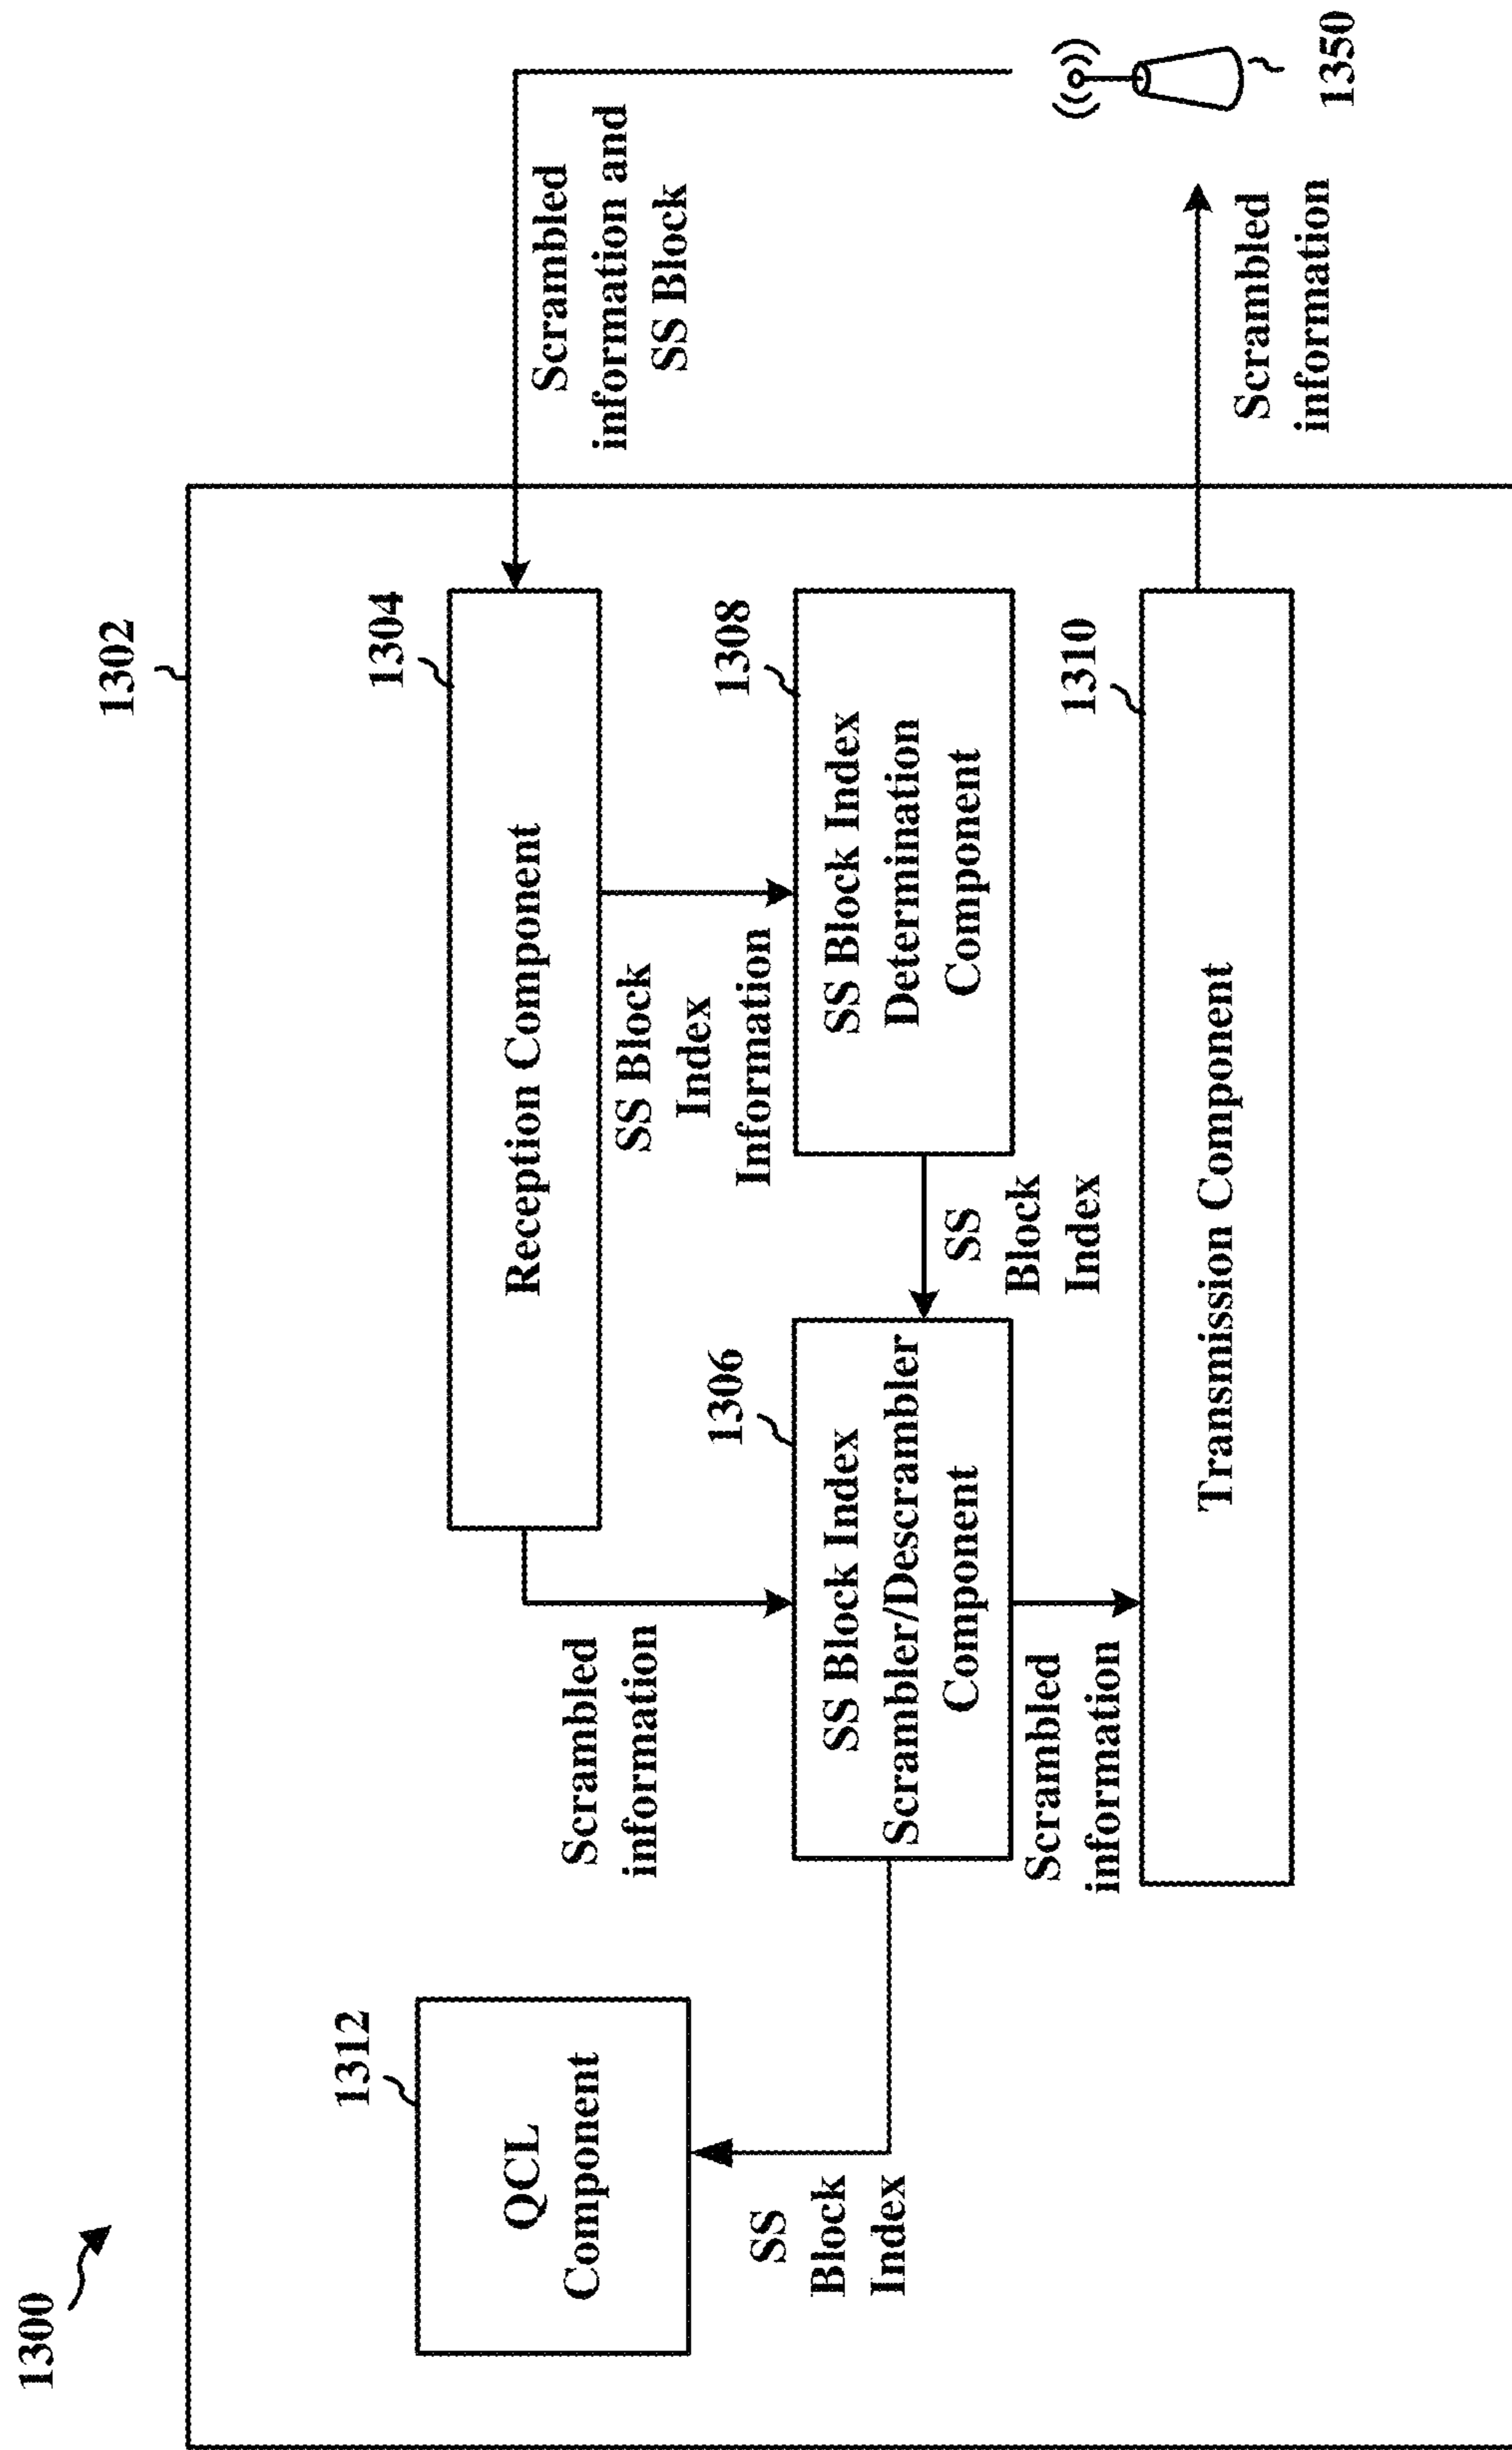 1300
1302
1312
QCL
Component
SS
Block
Index
1304
Reception Component
Scrambled
information and
SS Block
Scrambled
information
SS Block
Index
Information
1306
SS Block Index
Scrambler/Descrambler
Component
SS
Block
Index
1308
SS Block Index
Determination
Component
Scrambled
information
1310
Transmission Component
Scrambled
information
1350